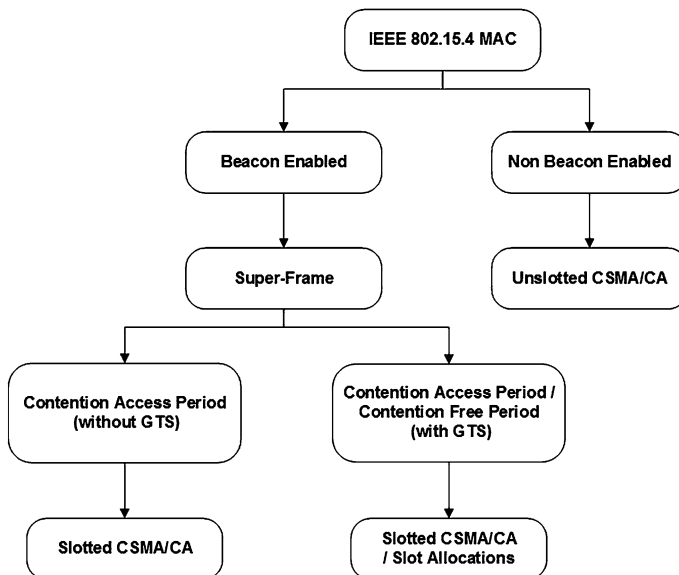 IEEE 802.15.4 MAC
Beacon Enabled
Non Beacon Enabled
Super-Frame
Unslotted CSMA/CA
Contention Access Period
(without GTS)
Contention Access Period /
Contention Free Period
(with GTS)
Slotted CSMA/CA
Slotted CSMA/CA
/ Slot Allocations